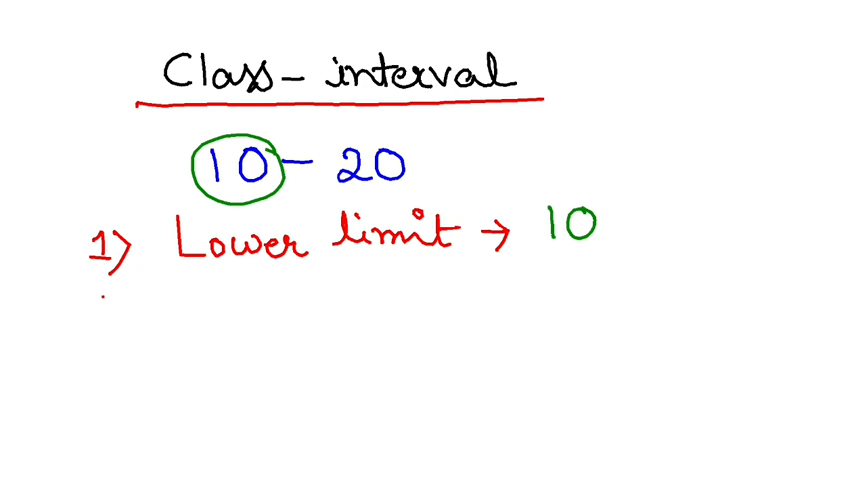 Class - interval
10 - 20
1) Lower limit → 10